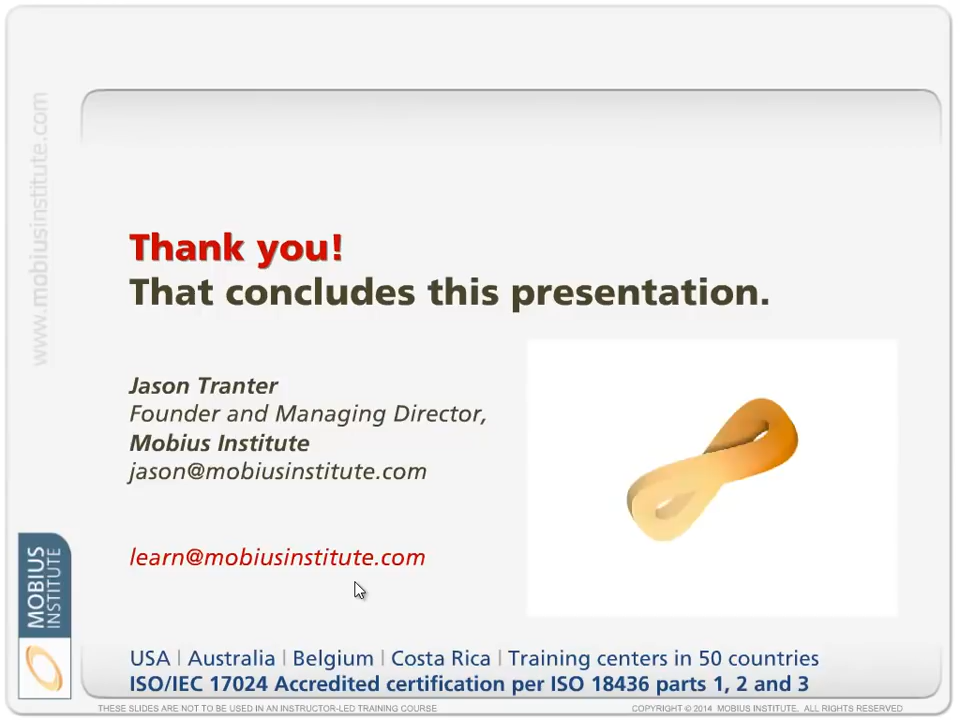 www.mobiusinstitute.com
Thank you!
That concludes this presentation.
Jason Tranter
Founder and Managing Director,
Mobius Institute
jason@mobiusinstitute.com
learn@mobiusinstitute.com
MOBIUS
INSTITUTE
USA | Australia | Belgium | Costa Rica | Training centers in 50 countries
ISO/IEC 17024 Accredited certification per ISO 18436 parts 1, 2 and 3
THESE SLIDES ARE NOT TO BE USED IN AN INSTRUCTOR-LED TRAINING COURSE
COPYRIGHT © 2014 MOBIUS INSTITUTE. ALL RIGHTS RESERVED